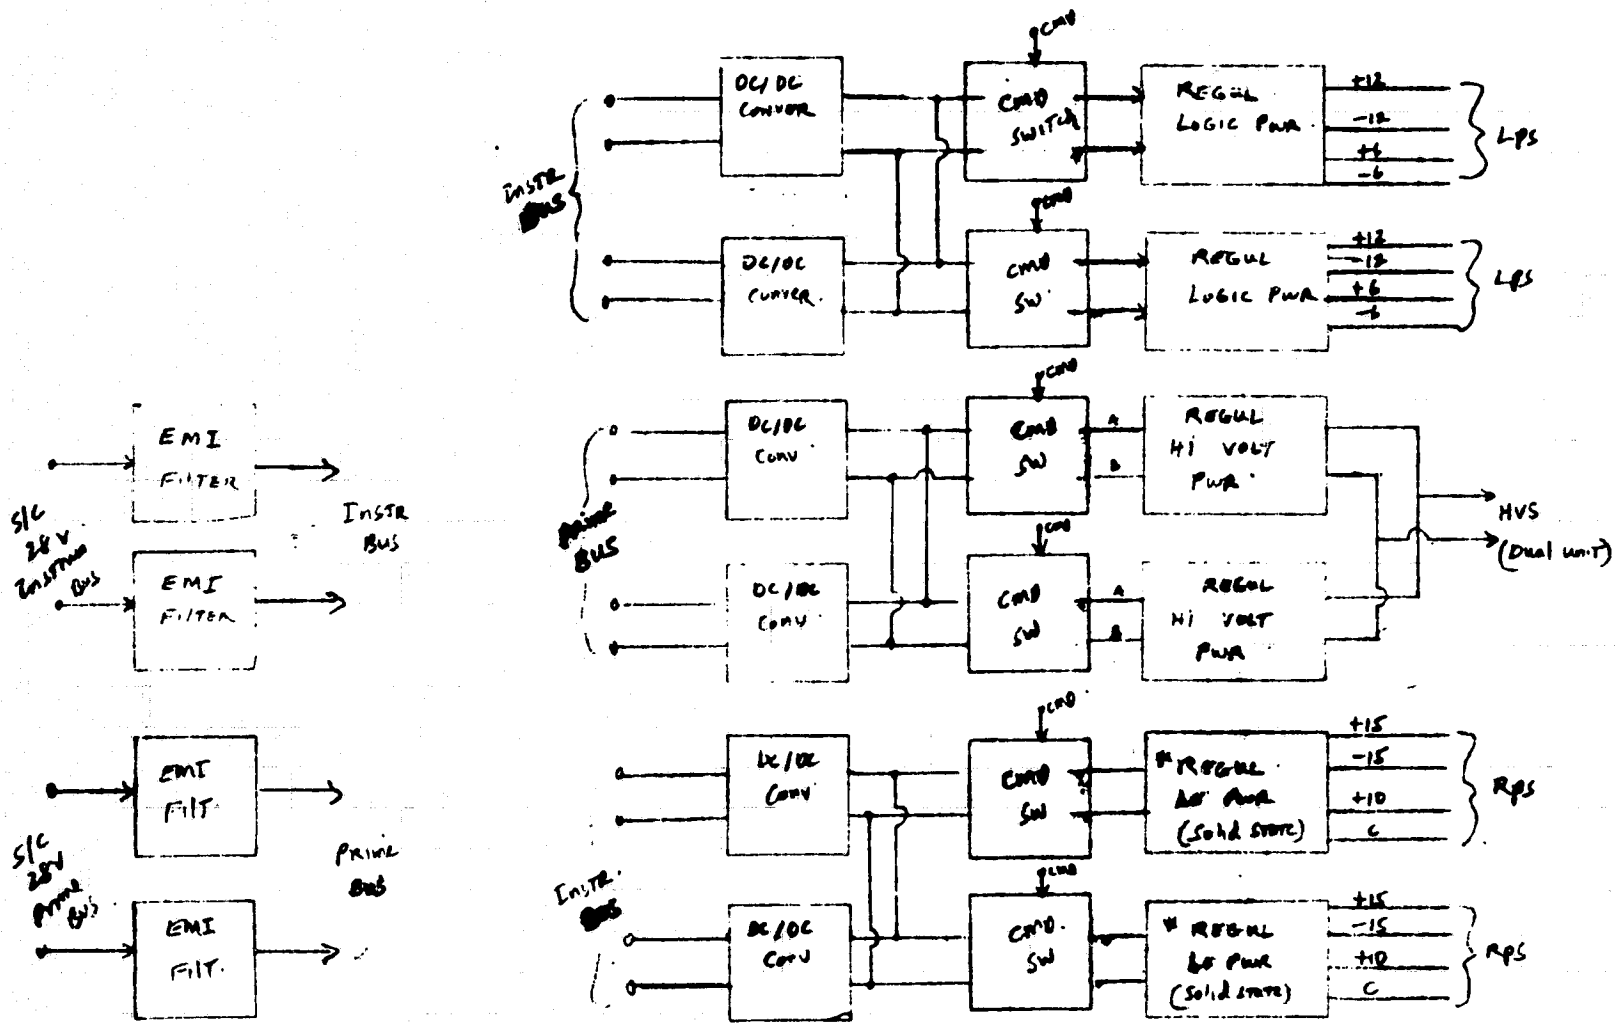 EMI
FILTER
S/C
28 V
Bus
EMI
FILTER
INSTR
BUS
EMI
FILT
S/C
28V
PRIME
BUS
EMI
FILT.
PRIME
BUS
INSTR
BUS
DC/DC
CONVER
CMD
CMD
SWITCH
REGUL
LOGIC PWR.
+12
-12
+6
-6
LPS
DC/DC
CONVER.
CMD
CMD
SW.
REGUL
LOGIC PWR
+12
-12
+6
-6
LPS
PRIME
BUS
DC/DC
CONV
CMD
CMD
SW
A
B
REGUL
Hi VOLT
PWR.
DC/DC
CONV
CMD
CMD
SW
A
B
REGUL
Hi VOLT
PWR
HVS
(Dual unit)
INSTR.
BUS
DC/DC
CONV
CMD
CMD
SW
* REGUL
PWR
(Solid STATE)
+15
-15
+10
C
RPS
DC/DC
CONV
CMD
CMD.
SW
* REGUL
PWR
(Solid STATE)
+15
-15
+10
C
RPS